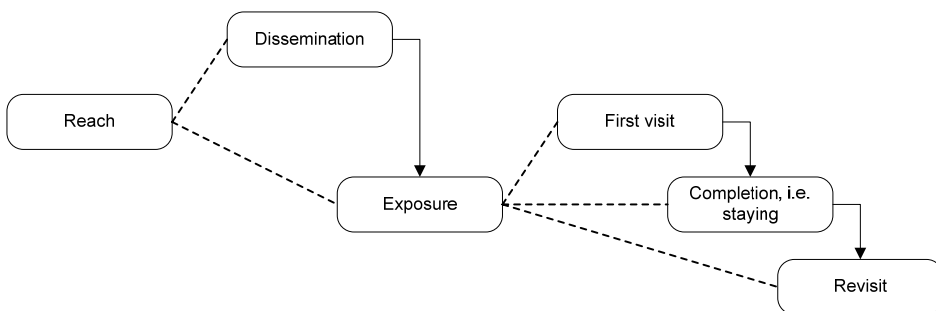 Dissemination
Reach
First visit
Exposure
Completion, i.e.
staying
Revisit